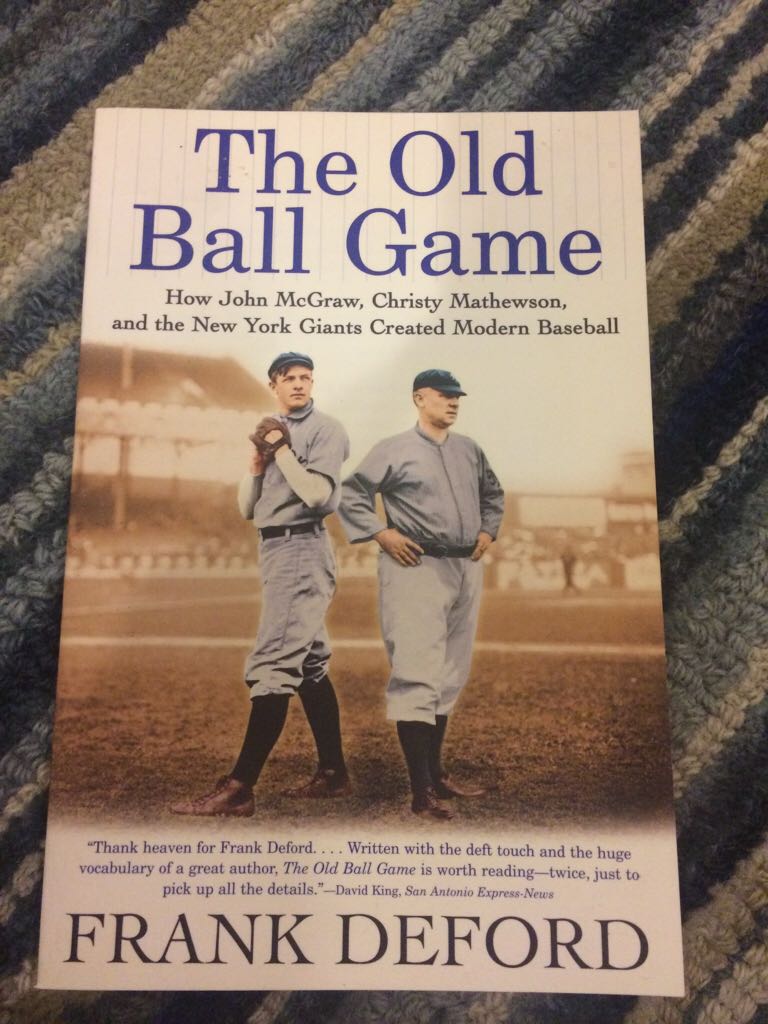 The Old
Ball Game
How John McGraw, Christy Mathewson,
and the New York Giants Created Modern Baseball
“Thank heaven for Frank Deford. . . . Written with the deft touch and the huge
vocabulary of a great author, The Old Ball Game is worth reading—twice, just to
pick up all the details.”—David King, San Antonio Express-News
FRANK DEFORD